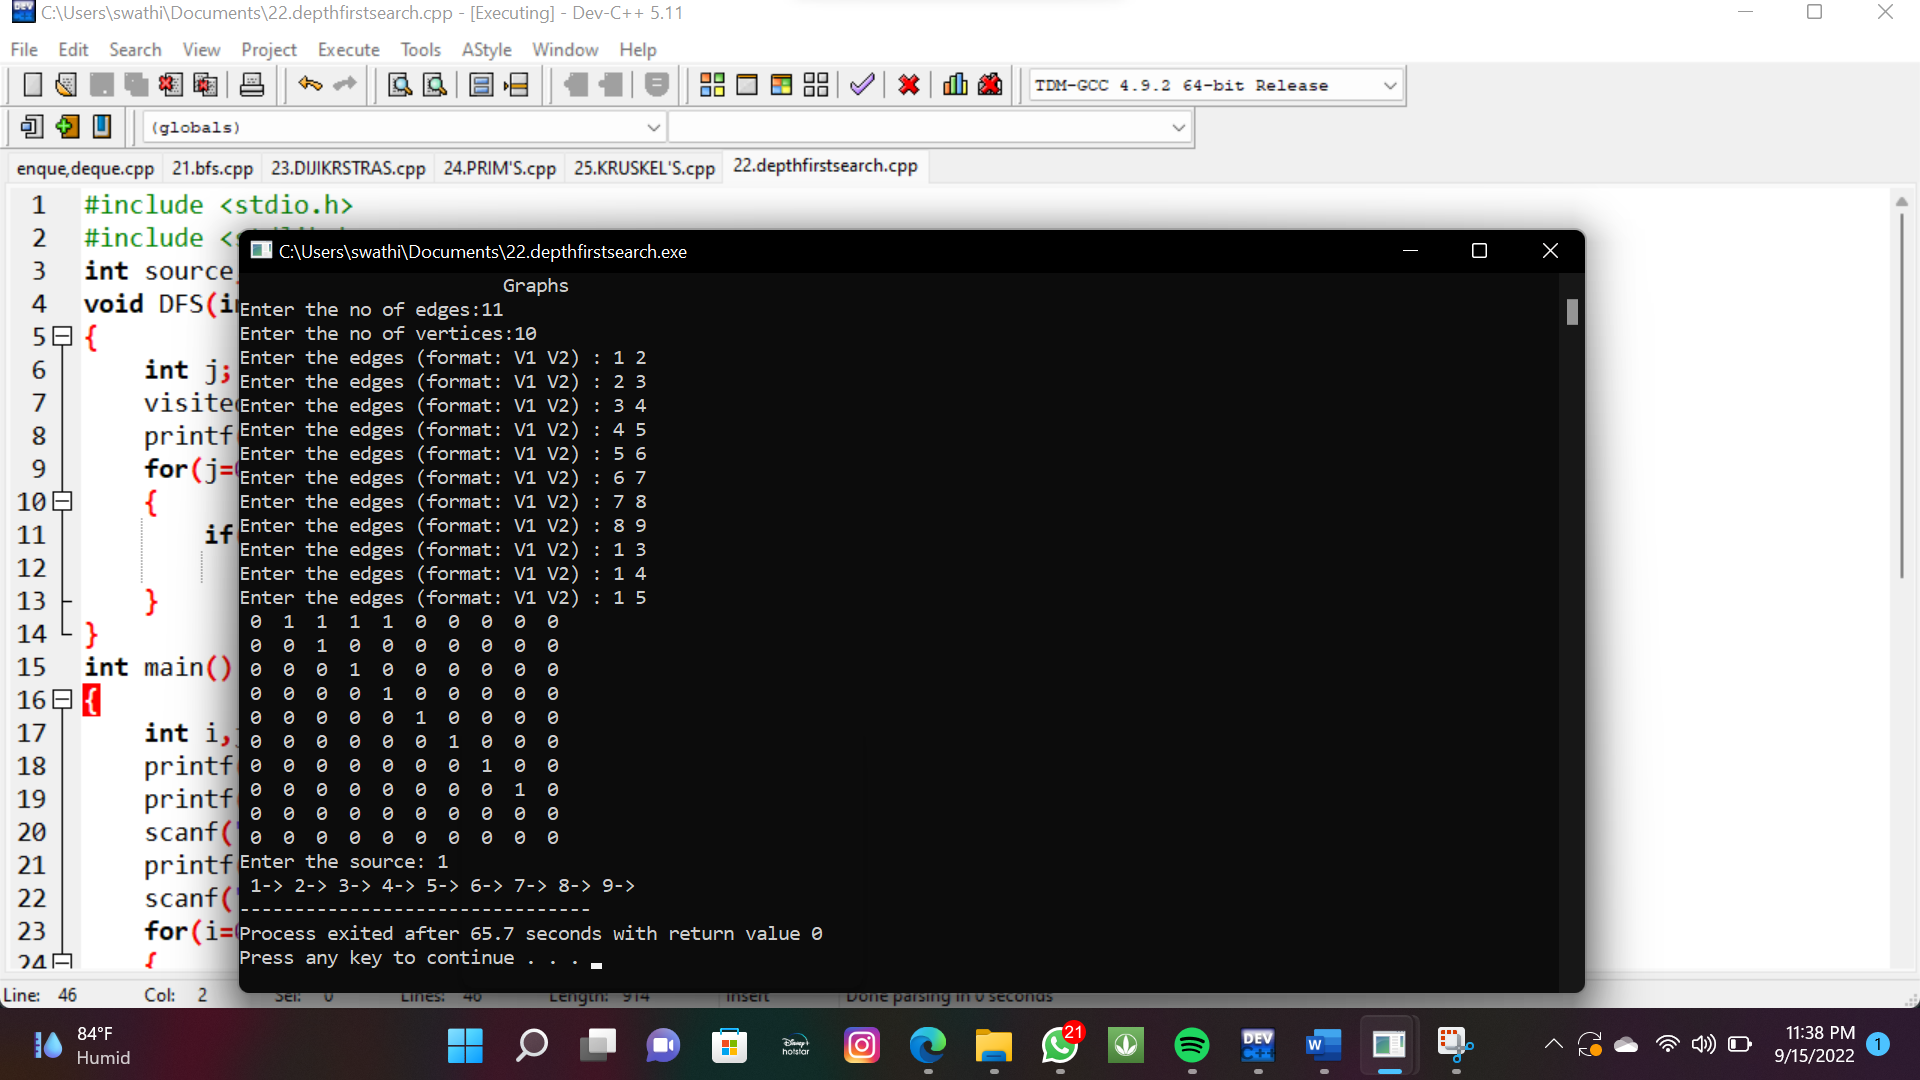 C:\Users\swathi\Documents\22.depthfirstsearch.cpp - [Executing] - Dev-C++ 5.11
File Edit Search View Project Execute Tools AStyle Window Help
TDM-GCC 4.9.2 64-bit Release
(globals)
enque,deque.cpp 21.bfs.cpp 23.DIJIKRSTRAS.cpp 24.PRIM'S.cpp 25.KRUSKEL'S.cpp 22.depthfirstsearch.cpp
1 #include <stdio.h>
2 #include <
3 int source
4 void DFS(
5 {
6 int j;
7
8 printf
9 for(j=
10 {
11 if
12
13 }
14 }
15 int main()
16 {
17 int i,
18 printf
19 printf
20 scanf(
21 printf
22 scanf(
23 for(i=
24 {
C:\Users\swathi\Documents\22.depthfirstsearch.exe
Graphs
Enter the no of edges:11
Enter the no of vertices:10
Enter the edges (format: V1 V2) : 1 2
Enter the edges (format: V1 V2) : 2 3
Enter the edges (format: V1 V2) : 3 4
Enter the edges (format: V1 V2) : 4 5
Enter the edges (format: V1 V2) : 5 6
Enter the edges (format: V1 V2) : 6 7
Enter the edges (format: V1 V2) : 7 8
Enter the edges (format: V1 V2) : 8 9
Enter the edges (format: V1 V2) : 1 3
Enter the edges (format: V1 V2) : 1 4
Enter the edges (format: V1 V2) : 1 5
0 1 1 1 1 0 0 0 0 0
0 0 1 0 0 0 0 0 0 0
0 0 0 1 0 0 0 0 0 0
0 0 0 0 1 0 0 0 0 0
0 0 0 0 0 1 0 0 0 0
0 0 0 0 0 0 1 0 0 0
0 0 0 0 0 0 0 1 0 0
0 0 0 0 0 0 0 0 1 0
0 0 0 0 0 0 0 0 0 0
0 0 0 0 0 0 0 0 0 0
Enter the source: 1
1-> 2-> 3-> 4-> 5-> 6-> 7-> 8-> 9->
--------------------------------
Process exited after 65.7 seconds with return value 0
Press any key to continue . . .
Line: 46 Col: 2 Sel: 0 Lines: 46 Length: 914 Insert Done parsing in 0 seconds
84°F
Humid
DEV C++
Disney+ hotstar
21
W
11:38 PM
9/15/2022
1